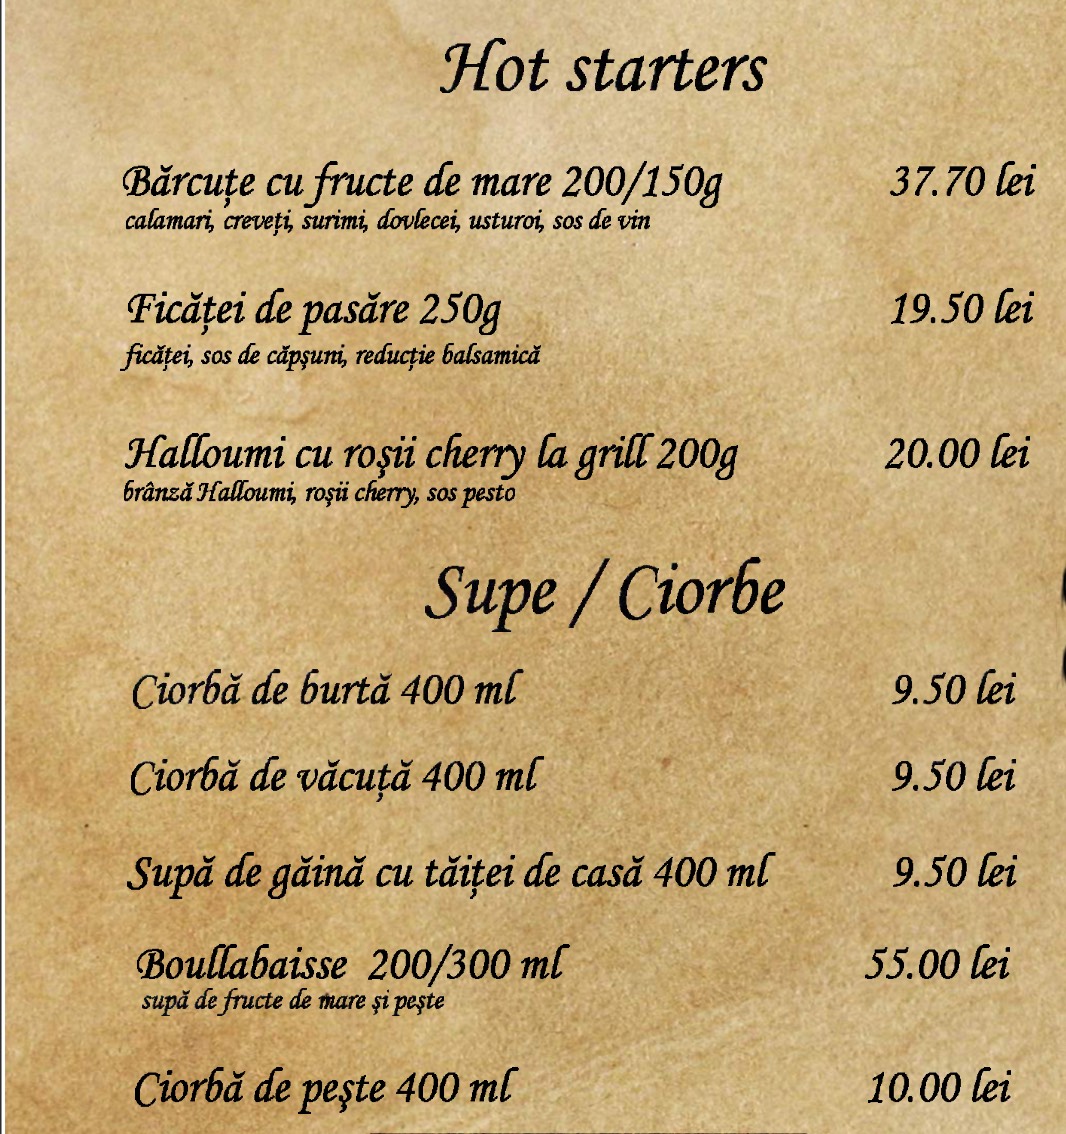 Hot starters
Bărcuțe cu fructe de mare 200/150g 37.70 lei
calamari, creveți, surimi, dovlecei, usturoi, sos de vin
Ficăței de pasăre 250g 19.50 lei
ficăței, sos de căpșuni, reducție balsamică
Halloumi cu roșii cherry la grill 200g 20.00 lei
brânză Halloumi, roșii cherry, sos pesto
Supe / Ciorbe
Ciorbă de burtă 400 ml 9.50 lei
Ciorbă de văcuță 400 ml 9.50 lei
Supă de găină cu tăiței de casă 400 ml 9.50 lei
Boullabaisse 200/300 ml 55.00 lei
supă de fructe de mare și pește
Ciorbă de pește 400 ml 10.00 lei